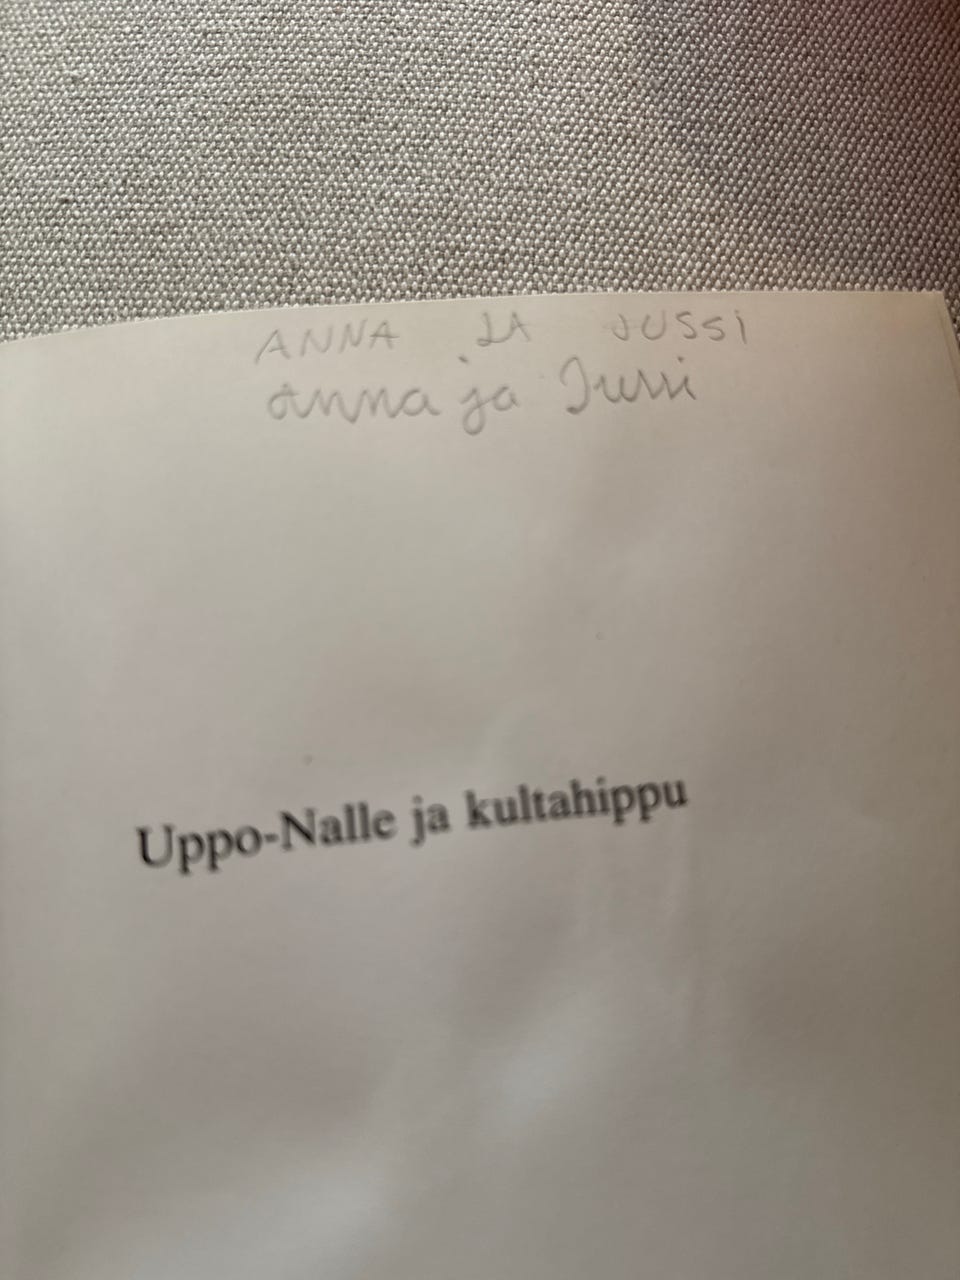 ANNA JA JUSSI
Anna ja Jussi
Uppo-Nalle ja kultahippu